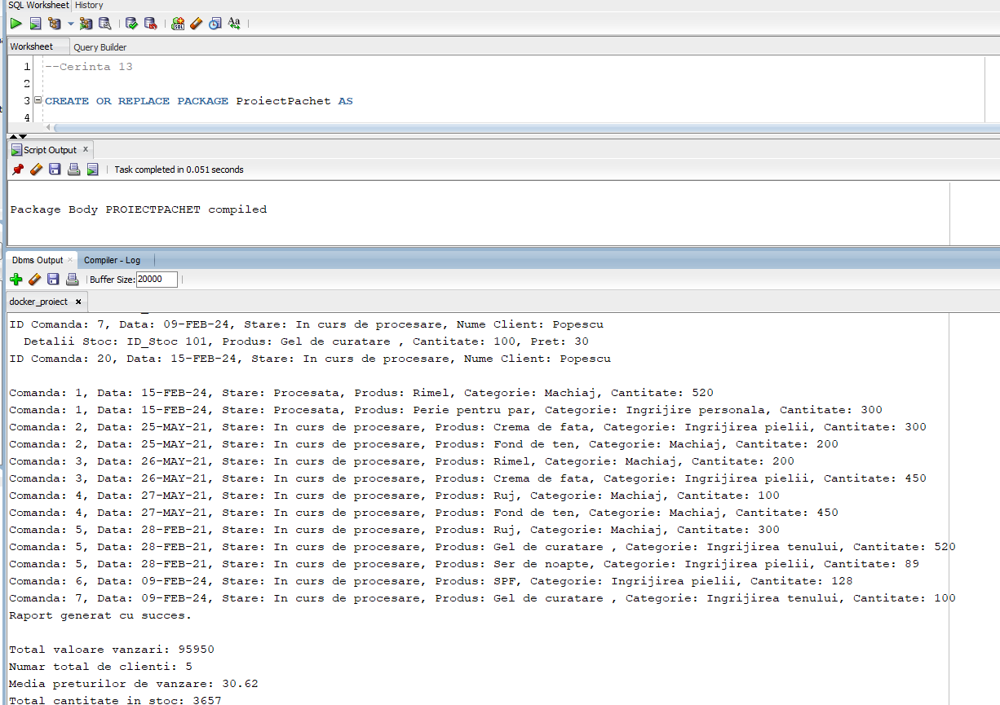 SQL Worksheet History
Worksheet Query Builder
1 --Cerinta 13
2
3 CREATE OR REPLACE PACKAGE ProiectPachet AS
4
Script Output x
Task completed in 0.051 seconds
Package Body PROIECTPACHET compiled
Dbms Output x Compiler - Log
Buffer Size: 20000
docker_proiect x
ID Comanda: 7, Data: 09-FEB-24, Stare: In curs de procesare, Nume Client: Popescu
Detalii Stoc: ID_Stoc 101, Produs: Gel de curatare , Cantitate: 100, Pret: 30
ID Comanda: 20, Data: 15-FEB-24, Stare: In curs de procesare, Nume Client: Popescu
Comanda: 1, Data: 15-FEB-24, Stare: Procesata, Produs: Rimel, Categorie: Machiaj, Cantitate: 520
Comanda: 1, Data: 15-FEB-24, Stare: Procesata, Produs: Perie pentru par, Categorie: Ingrijire personala, Cantitate: 300
Comanda: 2, Data: 25-MAY-21, Stare: In curs de procesare, Produs: Crema de fata, Categorie: Ingrijirea pielii, Cantitate: 300
Comanda: 2, Data: 25-MAY-21, Stare: In curs de procesare, Produs: Fond de ten, Categorie: Machiaj, Cantitate: 200
Comanda: 3, Data: 26-MAY-21, Stare: In curs de procesare, Produs: Rimel, Categorie: Machiaj, Cantitate: 200
Comanda: 3, Data: 26-MAY-21, Stare: In curs de procesare, Produs: Crema de fata, Categorie: Ingrijirea pielii, Cantitate: 450
Comanda: 4, Data: 27-MAY-21, Stare: In curs de procesare, Produs: Ruj, Categorie: Machiaj, Cantitate: 100
Comanda: 4, Data: 27-MAY-21, Stare: In curs de procesare, Produs: Fond de ten, Categorie: Machiaj, Cantitate: 450
Comanda: 5, Data: 28-FEB-21, Stare: In curs de procesare, Produs: Ruj, Categorie: Machiaj, Cantitate: 300
Comanda: 5, Data: 28-FEB-21, Stare: In curs de procesare, Produs: Gel de curatare , Categorie: Ingrijirea tenului, Cantitate: 520
Comanda: 5, Data: 28-FEB-21, Stare: In curs de procesare, Produs: Ser de noapte, Categorie: Ingrijirea pielii, Cantitate: 89
Comanda: 6, Data: 09-FEB-24, Stare: In curs de procesare, Produs: SPF, Categorie: Ingrijirea pielii, Cantitate: 128
Comanda: 7, Data: 09-FEB-24, Stare: In curs de procesare, Produs: Gel de curatare , Categorie: Ingrijirea tenului, Cantitate: 100
Raport generat cu succes.
Total valoare vanzari: 95950
Numar total de clienti: 5
Media preturilor de vanzare: 30.62
Total cantitate in stoc: 3657